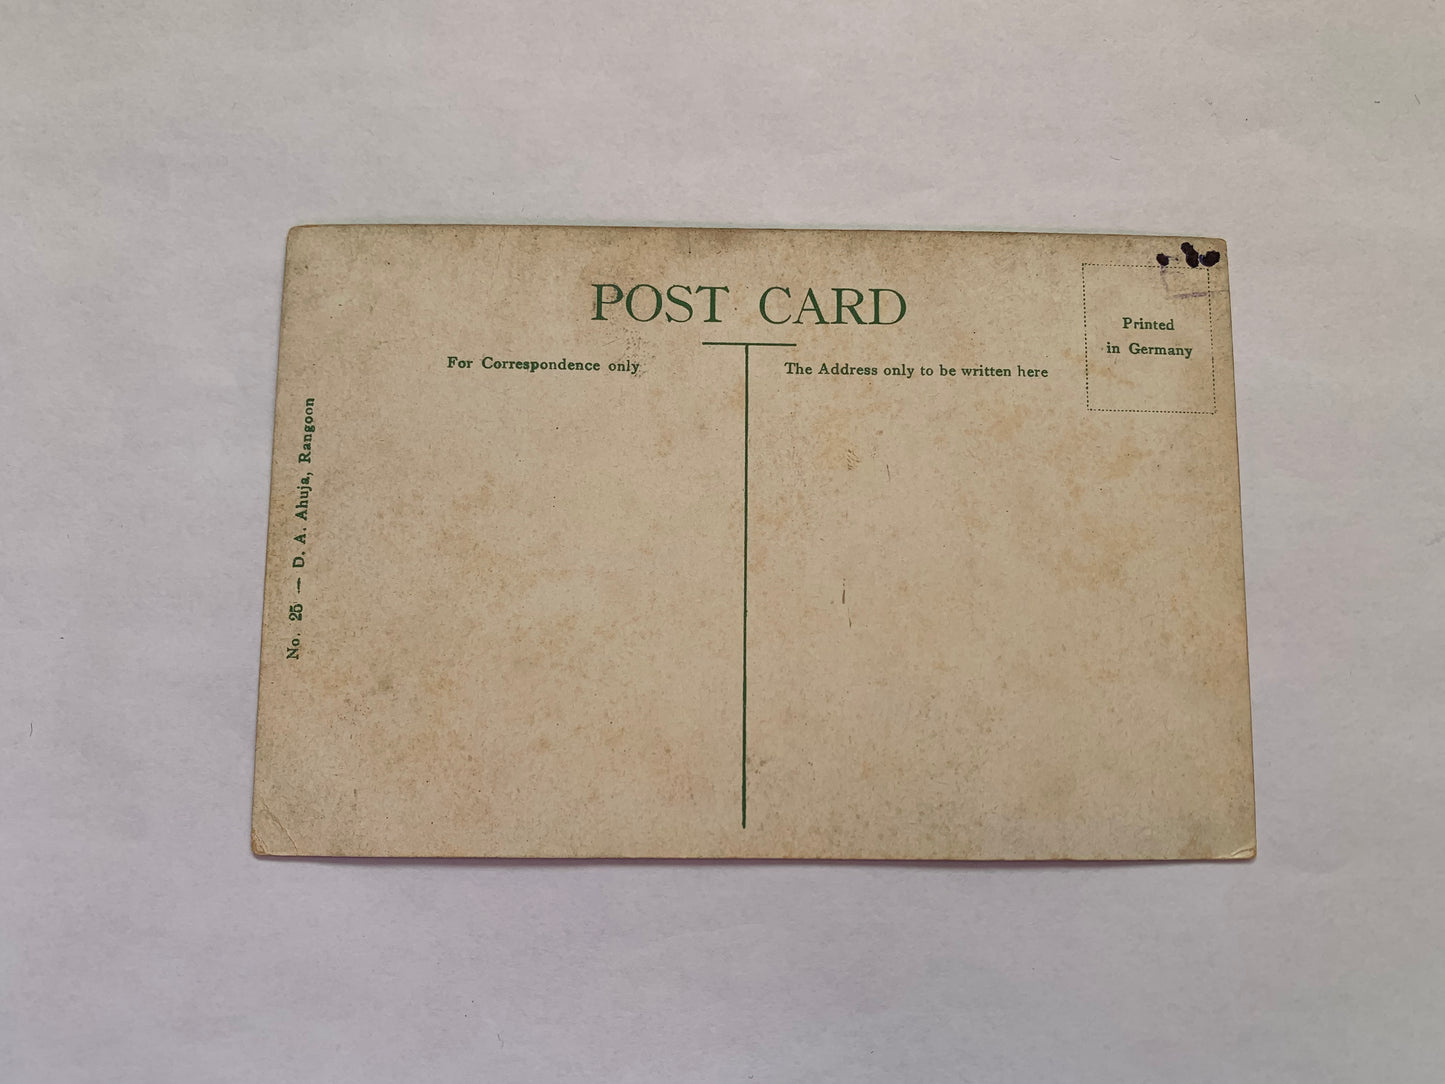 POST CARD
For Correspondence only
The Address only to be written here
Printed
in Germany
No. 25 — D. A. Ahuja, Rangoon